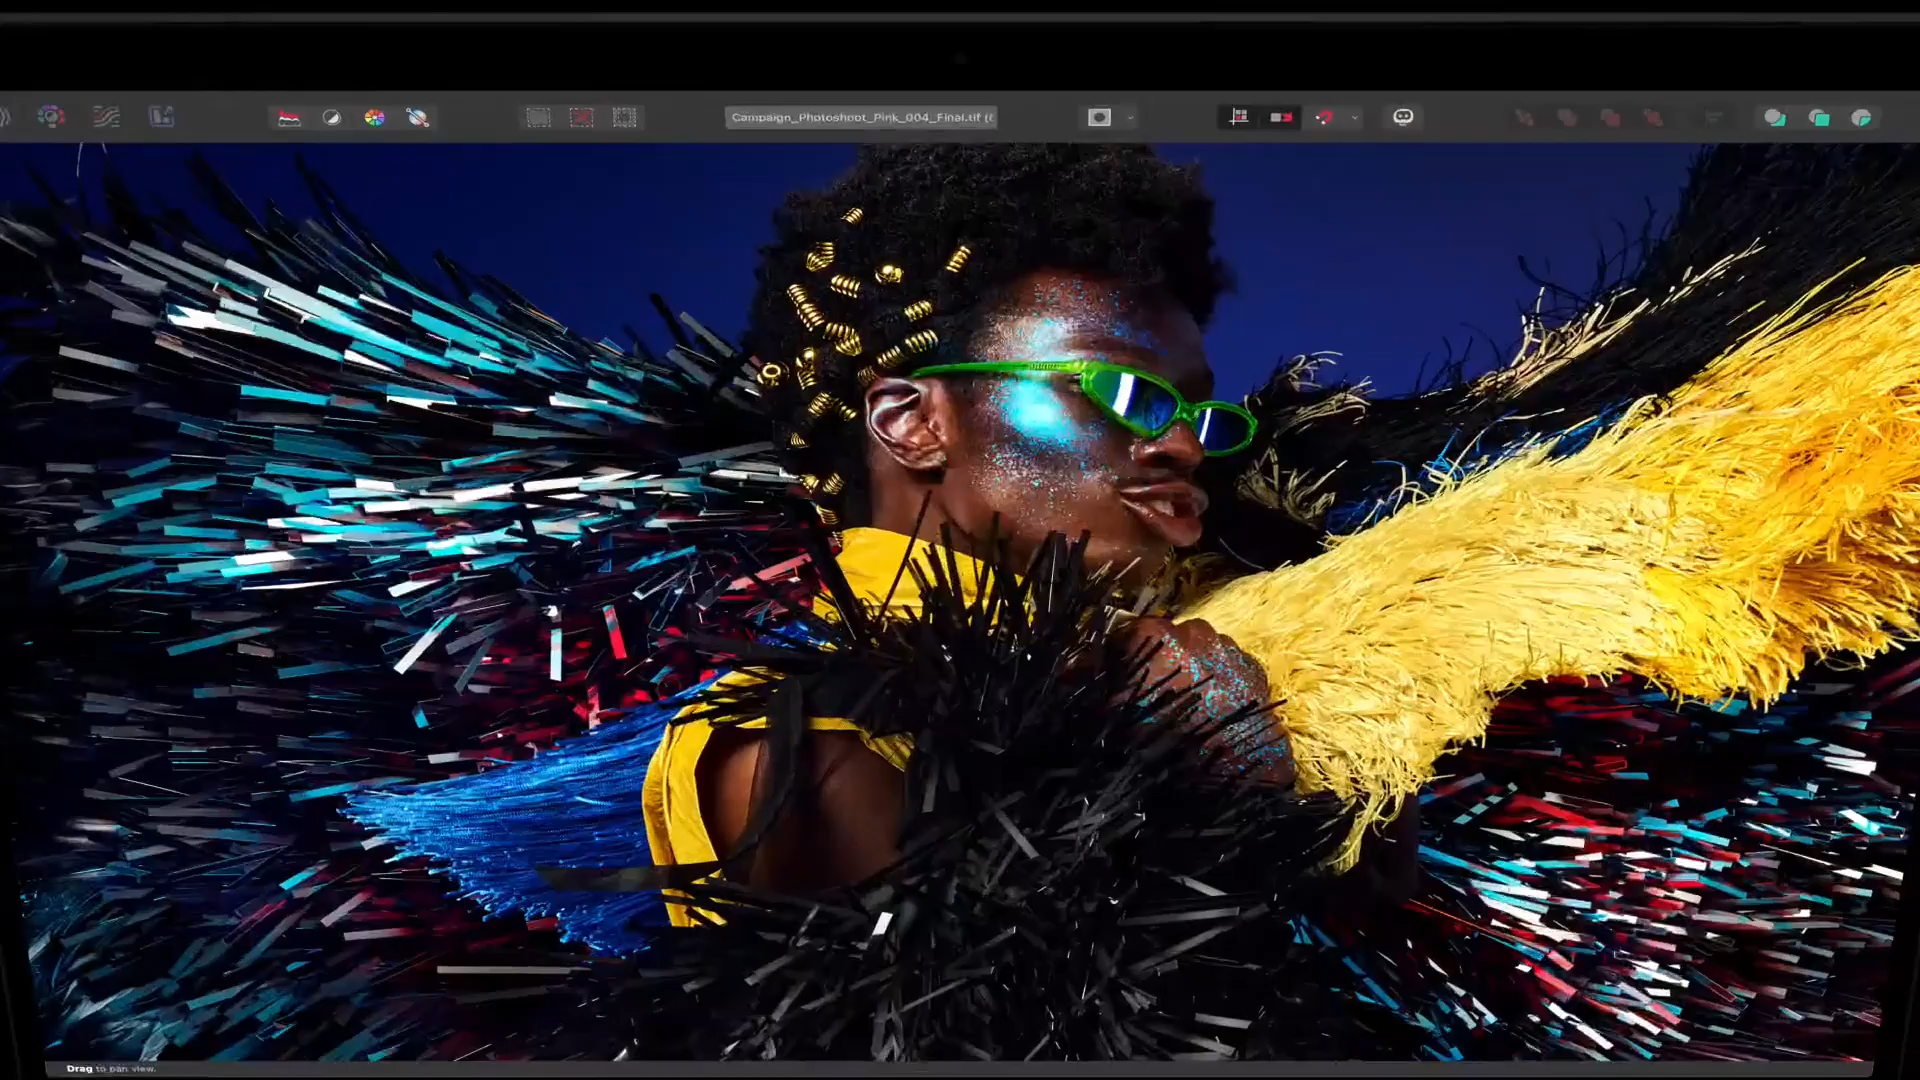 Campaign_Photoshoot_Pink_004_Final.tif (
Drag to pan view.